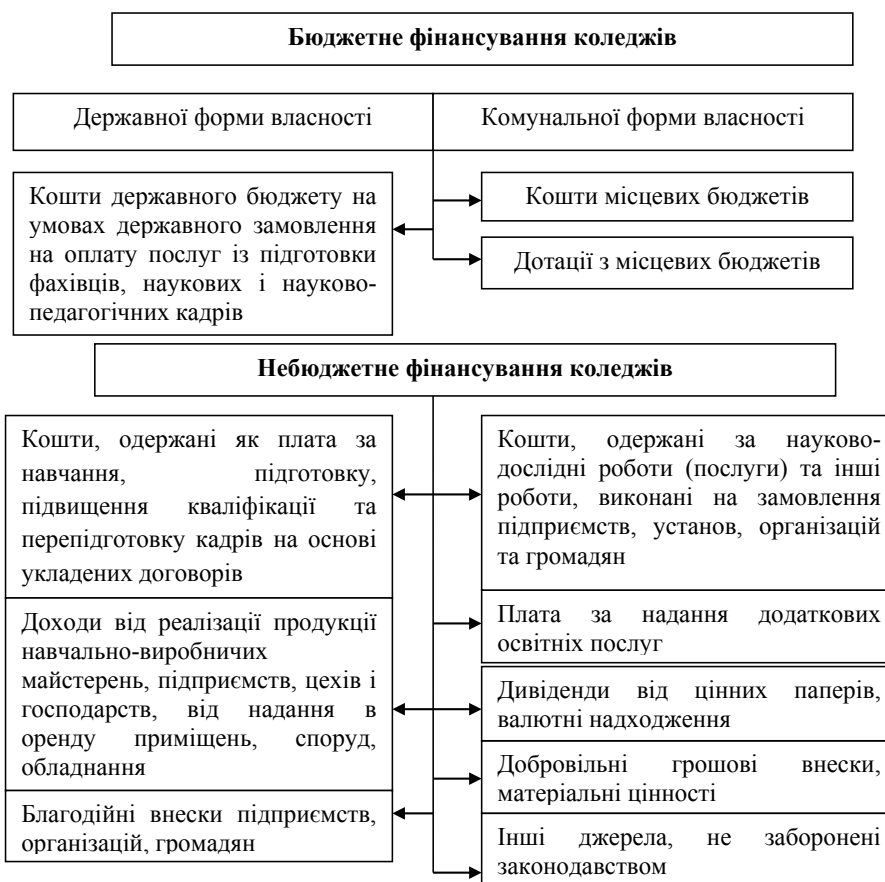 Бюджетне фінансування коледжів
Державної форми власності
Комунальної форми власності
Кошти державного бюджету на
умовах державного замовлення
на оплату послуг із підготовки
фахівців, наукових і науково-
педагогічних кадрів
Кошти місцевих бюджетів
Дотації з місцевих бюджетів
Небюджетне фінансування коледжів
Кошти, одержані як плата за
навчання, підготовку,
підвищення кваліфікації та
перепідготовку кадрів на основі
укладених договорів
Доходи від реалізації продукції
навчально-виробничих
майстерень, підприємств, цехів і
господарств, від надання в
оренду приміщень, споруд,
обладнання
Благодійні внески підприємств,
організацій, громадян
Кошти, одержані за науково-
дослідні роботи (послуги) та інші
роботи, виконані на замовлення
підприємств, установ, організацій
та громадян
Плата за надання додаткових
освітніх послуг
Дивіденди від цінних паперів,
валютні надходження
Добровільні грошові внески,
матеріальні цінності
Інші джерела, не заборонені
законодавством